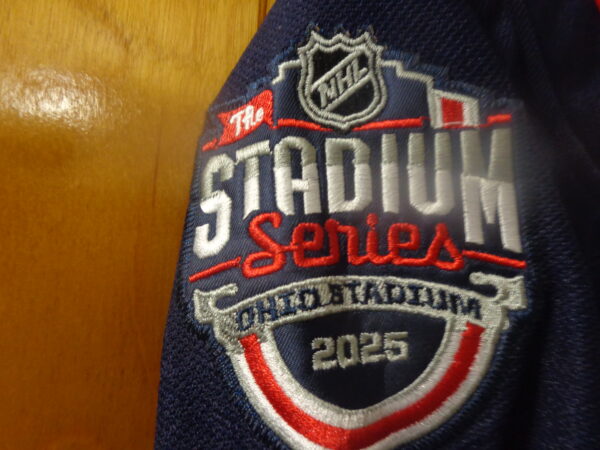 NHL
The
STADIUM
Series
OHIO STADIUM
2025